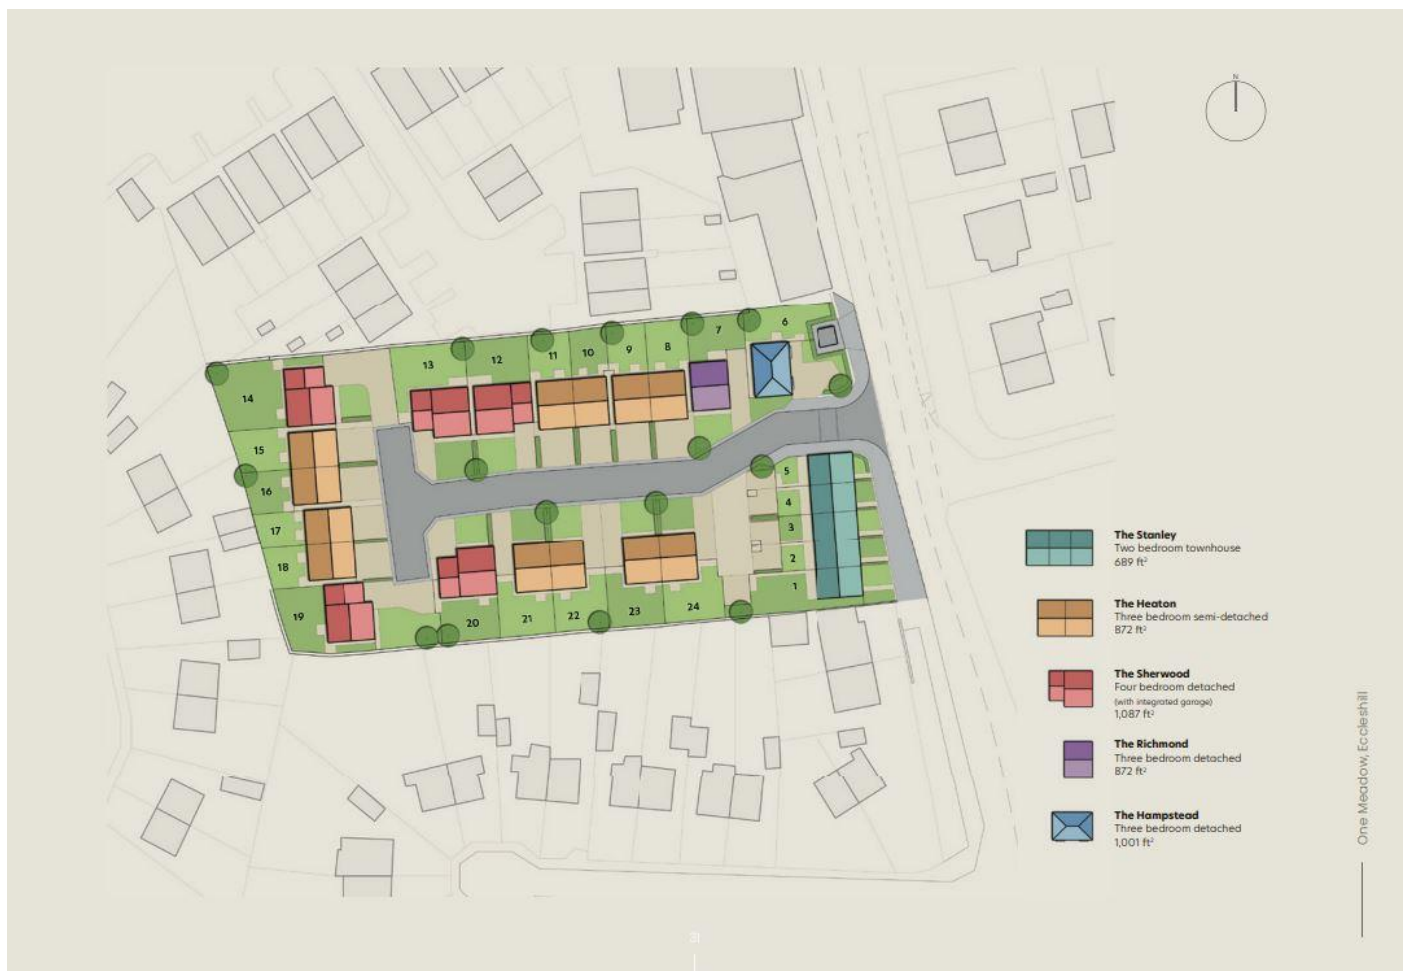 N
6
7
8
9
10
11
12
13
14
15
16
17
18
19
20
21
22
23
24
5
4
3
2
1
The Stanley
Two bedroom townhouse
689 ft²
The Heaton
Three bedroom semi-detached
872 ft²
The Sherwood
Four bedroom detached
(with integrated garage)
1,087 ft²
The Richmond
Three bedroom detached
872 ft²
The Hampstead
Three bedroom detached
1,001 ft²
One Meadow, Eccleshill